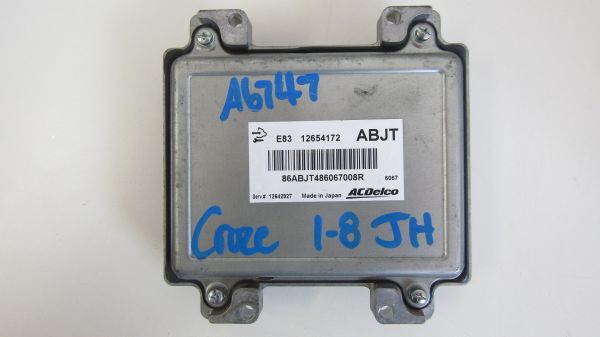 A6747
E83 12654172 ABJT
86ABJT486067008R 6067
Serv#: 12642927 Made in Japan ACDelco
Cruze 1-8 JH